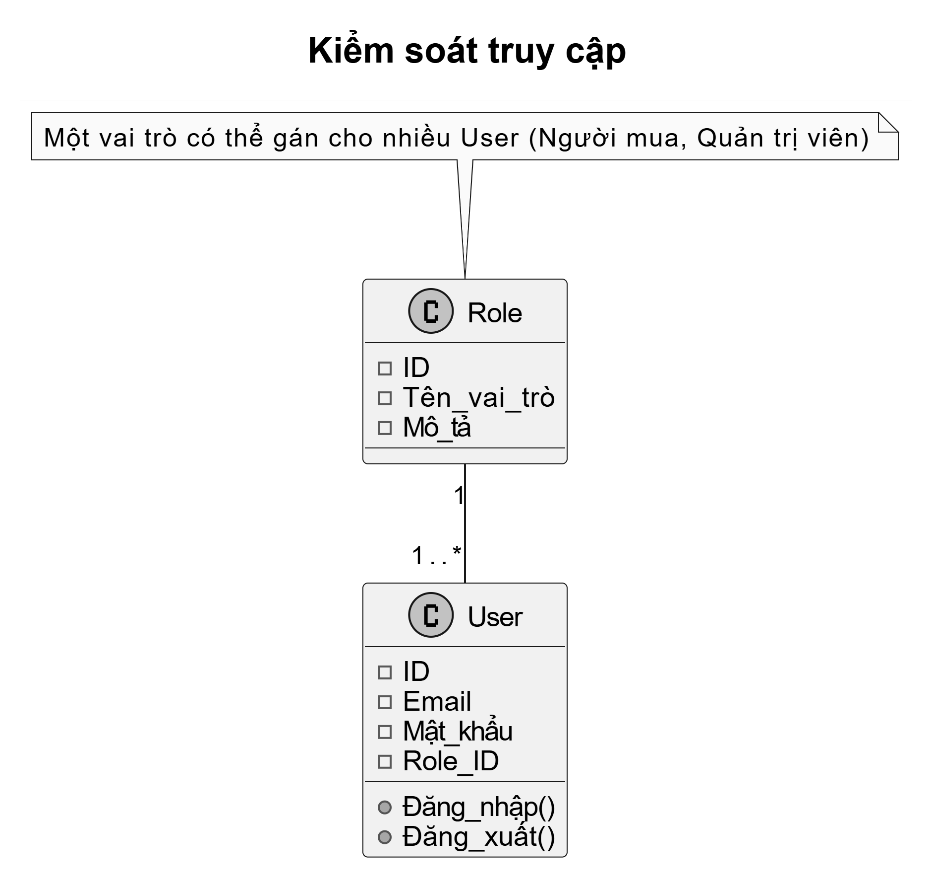 Kiểm soát truy cập
Một vai trò có thể gán cho nhiều User (Người mua, Quản trị viên)
C Role
ID
Tên_vai_trò
Mô_tả
1
1..*
C User
ID
Email
Mật_khẩu
Role_ID
Đăng_nhập()
Đăng_xuất()